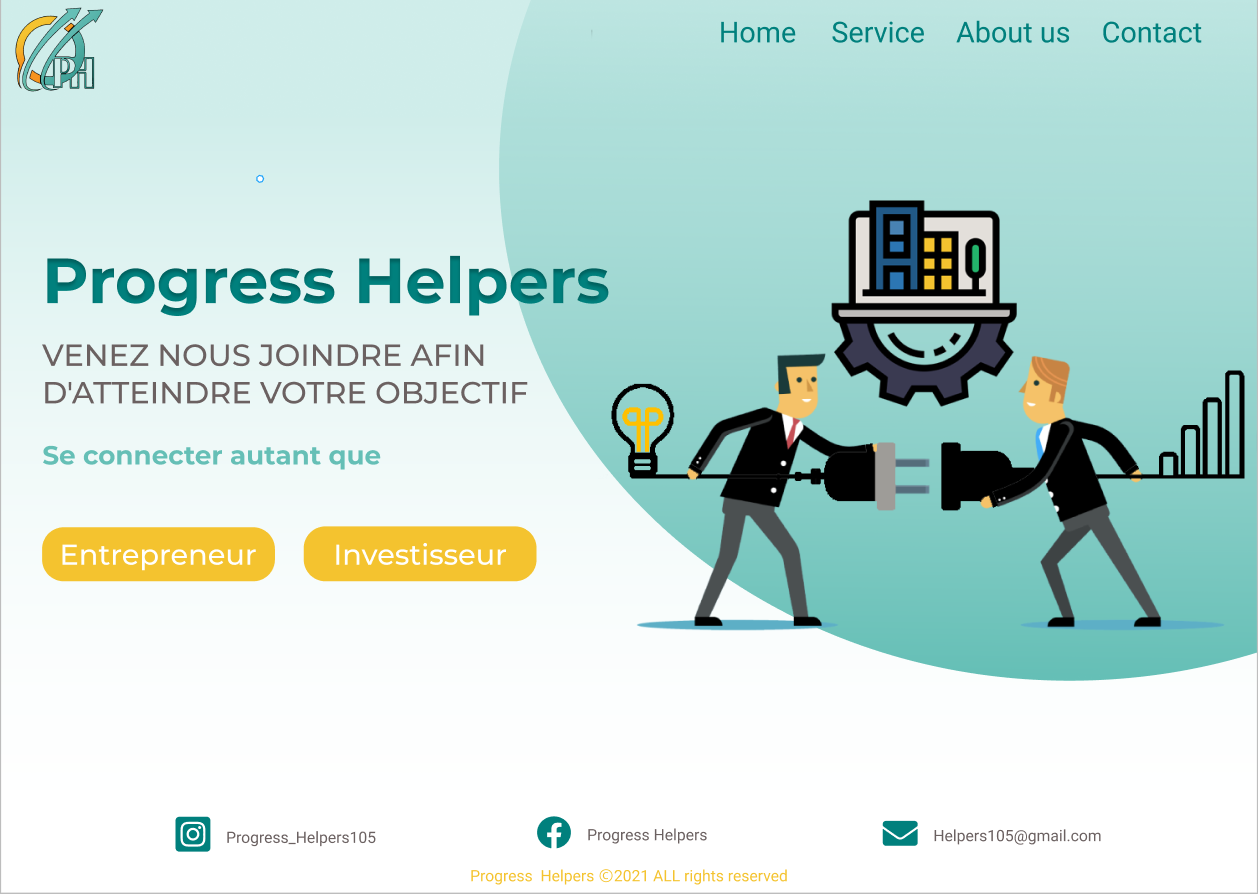 PH
Home Service About us Contact
Progress Helpers
VENEZ NOUS JOINDRE AFIN
D'ATTEINDRE VOTRE OBJECTIF
Se connecter autant que
Entrepreneur Investisseur
Progress_Helpers105 Progress Helpers Helpers105@gmail.com
Progress Helpers ©2021 ALL rights reserved